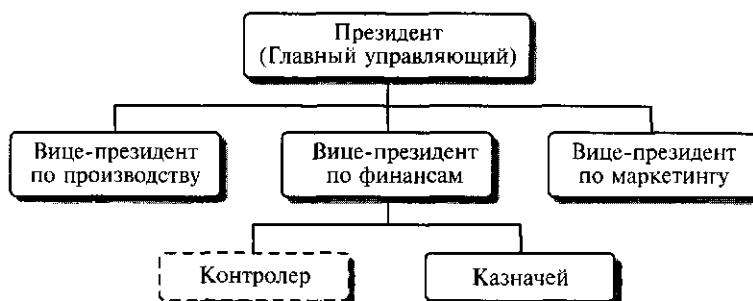 Президент
(Главный управляющий)
Вице-президент
по производству
Вице-президент
по финансам
Вице-президент
по маркетингу
Контролер
Казначей